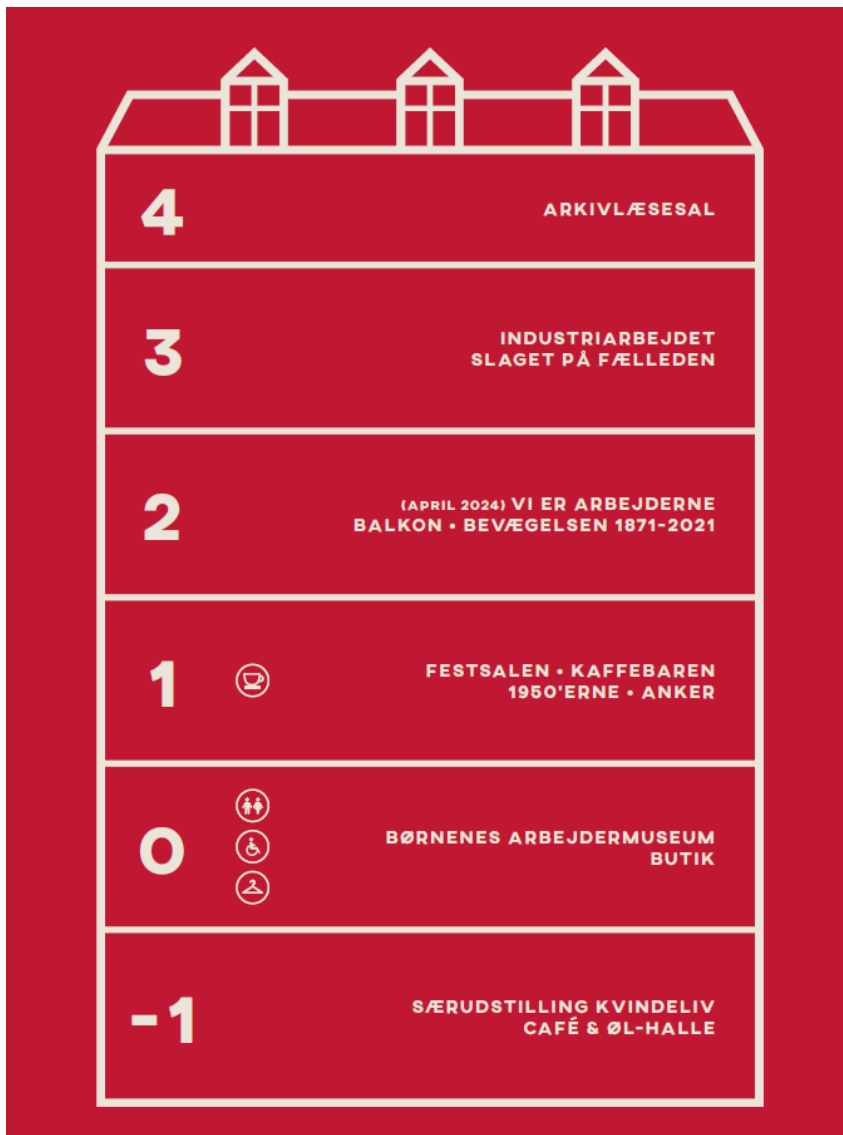 4
ARKIVLÆSESAL
3
INDUSTRIARBEJDET
SLAGET PÅ FÆLLEDEN
2
(APRIL 2024) VI ER ARBEJDERNE
BALKON • BEVÆGELSEN 1871-2021
1
FESTSALEN • KAFFEBAREN
1950'ERNE • ANKER
0
BØRNENES ARBEJDERMUSEUM
BUTIK
-1
SÆRUDSTILLING KVINDELIV
CAFÉ & ØL-HALLE